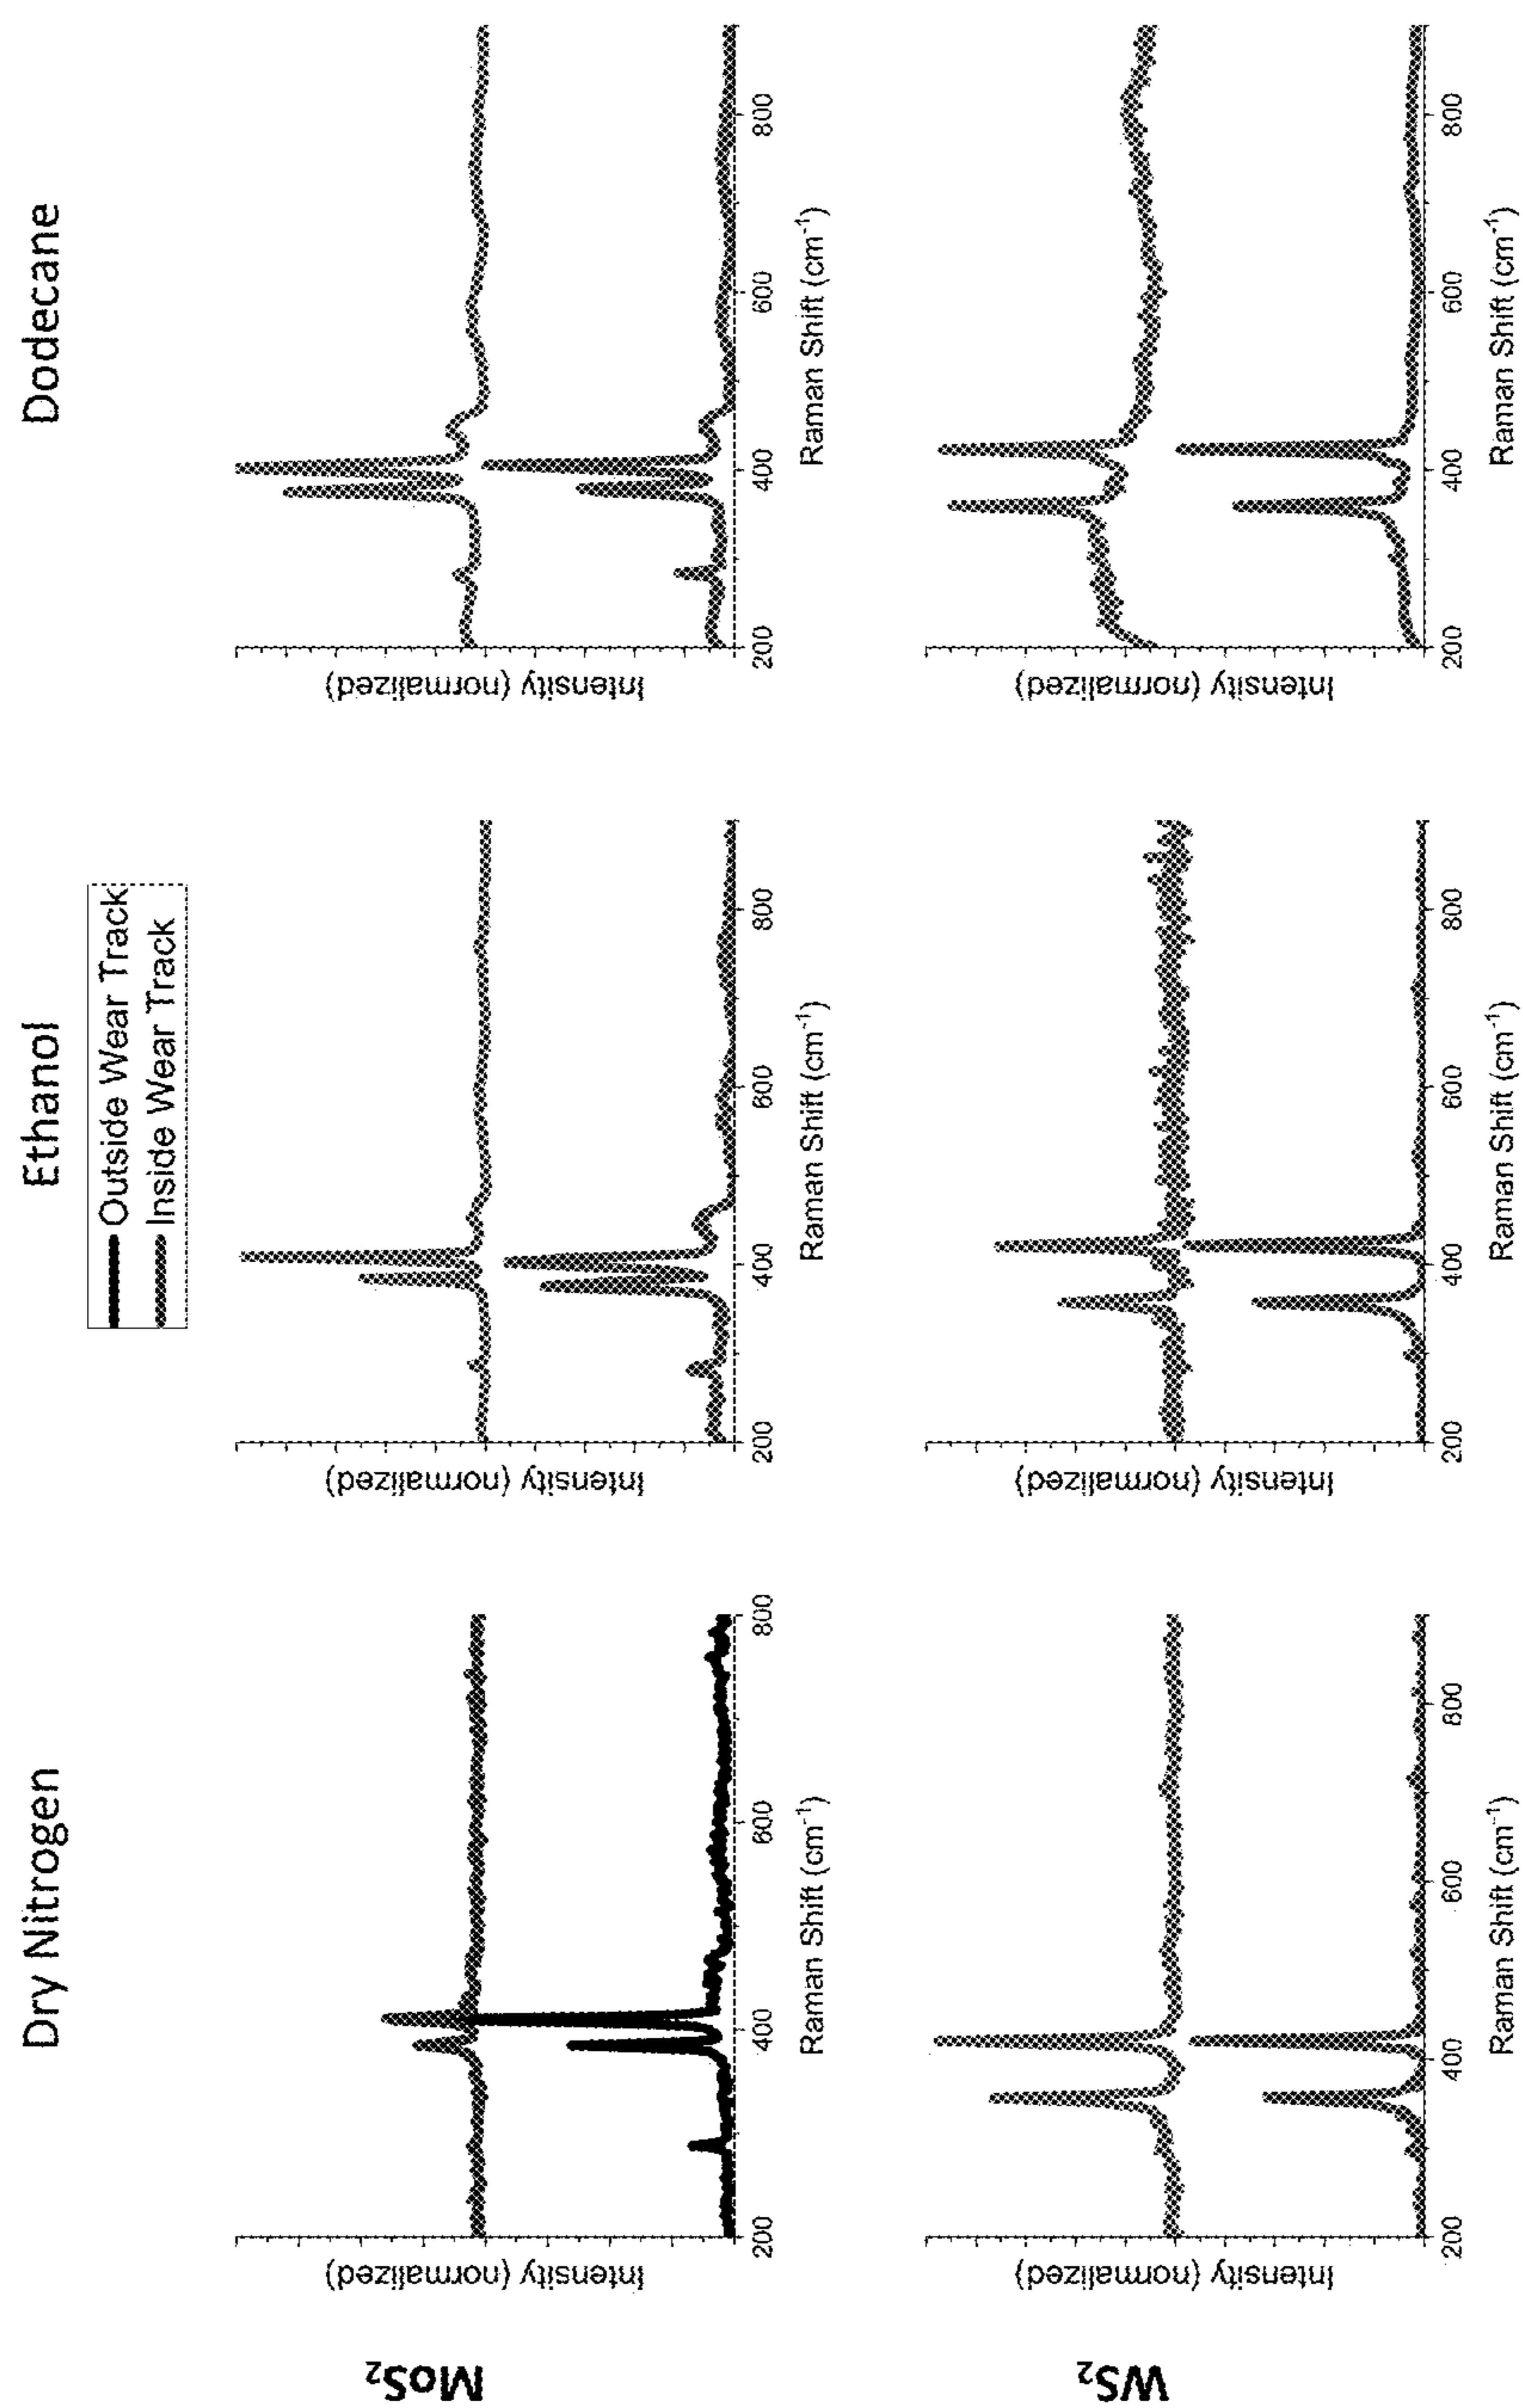 Dry Nitrogen
Ethanol
Dodecane
Outside Wear Track
Inside Wear Track
MoS₂
Intensity (normalized)
200
400
600
800
Raman Shift (cm⁻¹)
Intensity (normalized)
200
400
600
800
Raman Shift (cm⁻¹)
Intensity (normalized)
200
400
600
800
Raman Shift (cm⁻¹)
WS₂
Intensity (normalized)
200
400
600
800
Raman Shift (cm⁻¹)
Intensity (normalized)
200
400
600
800
Raman Shift (cm⁻¹)
Intensity (normalized)
200
400
600
800
Raman Shift (cm⁻¹)